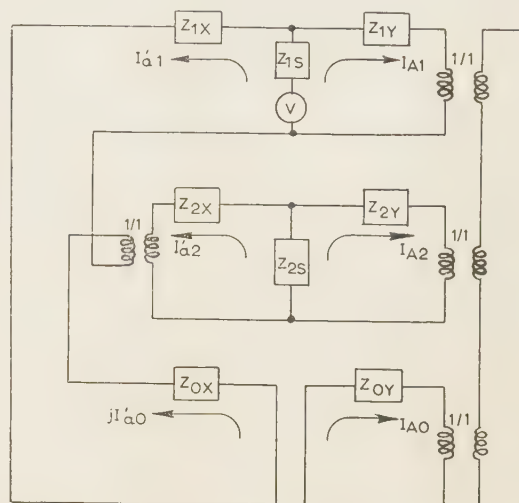 Z1X
Z1Y
Z1S
I'a1
IA1
1/1
V
Z2X
Z2Y
1/1
I'a2
Z2S
IA2
1/1
Z0X
Z0Y
jI'a0
IA0
1/1